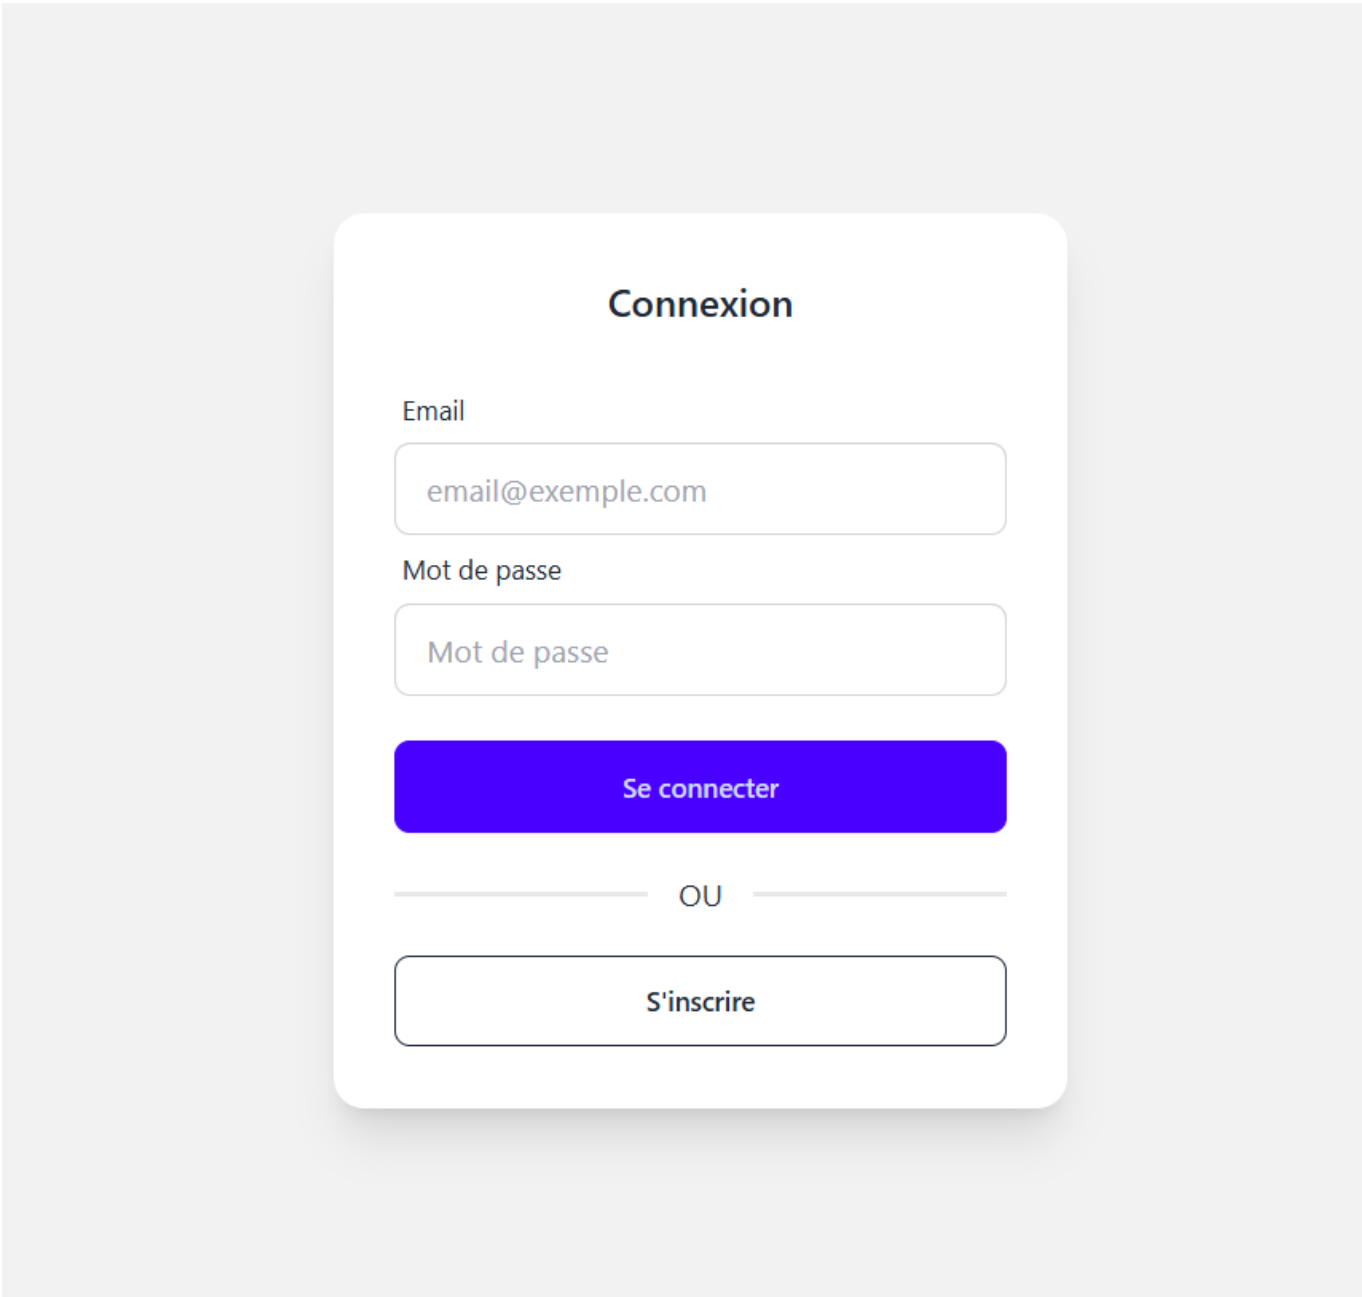 Connexion
Email
email@exemple.com
Mot de passe
Mot de passe
Se connecter
OU
S'inscrire